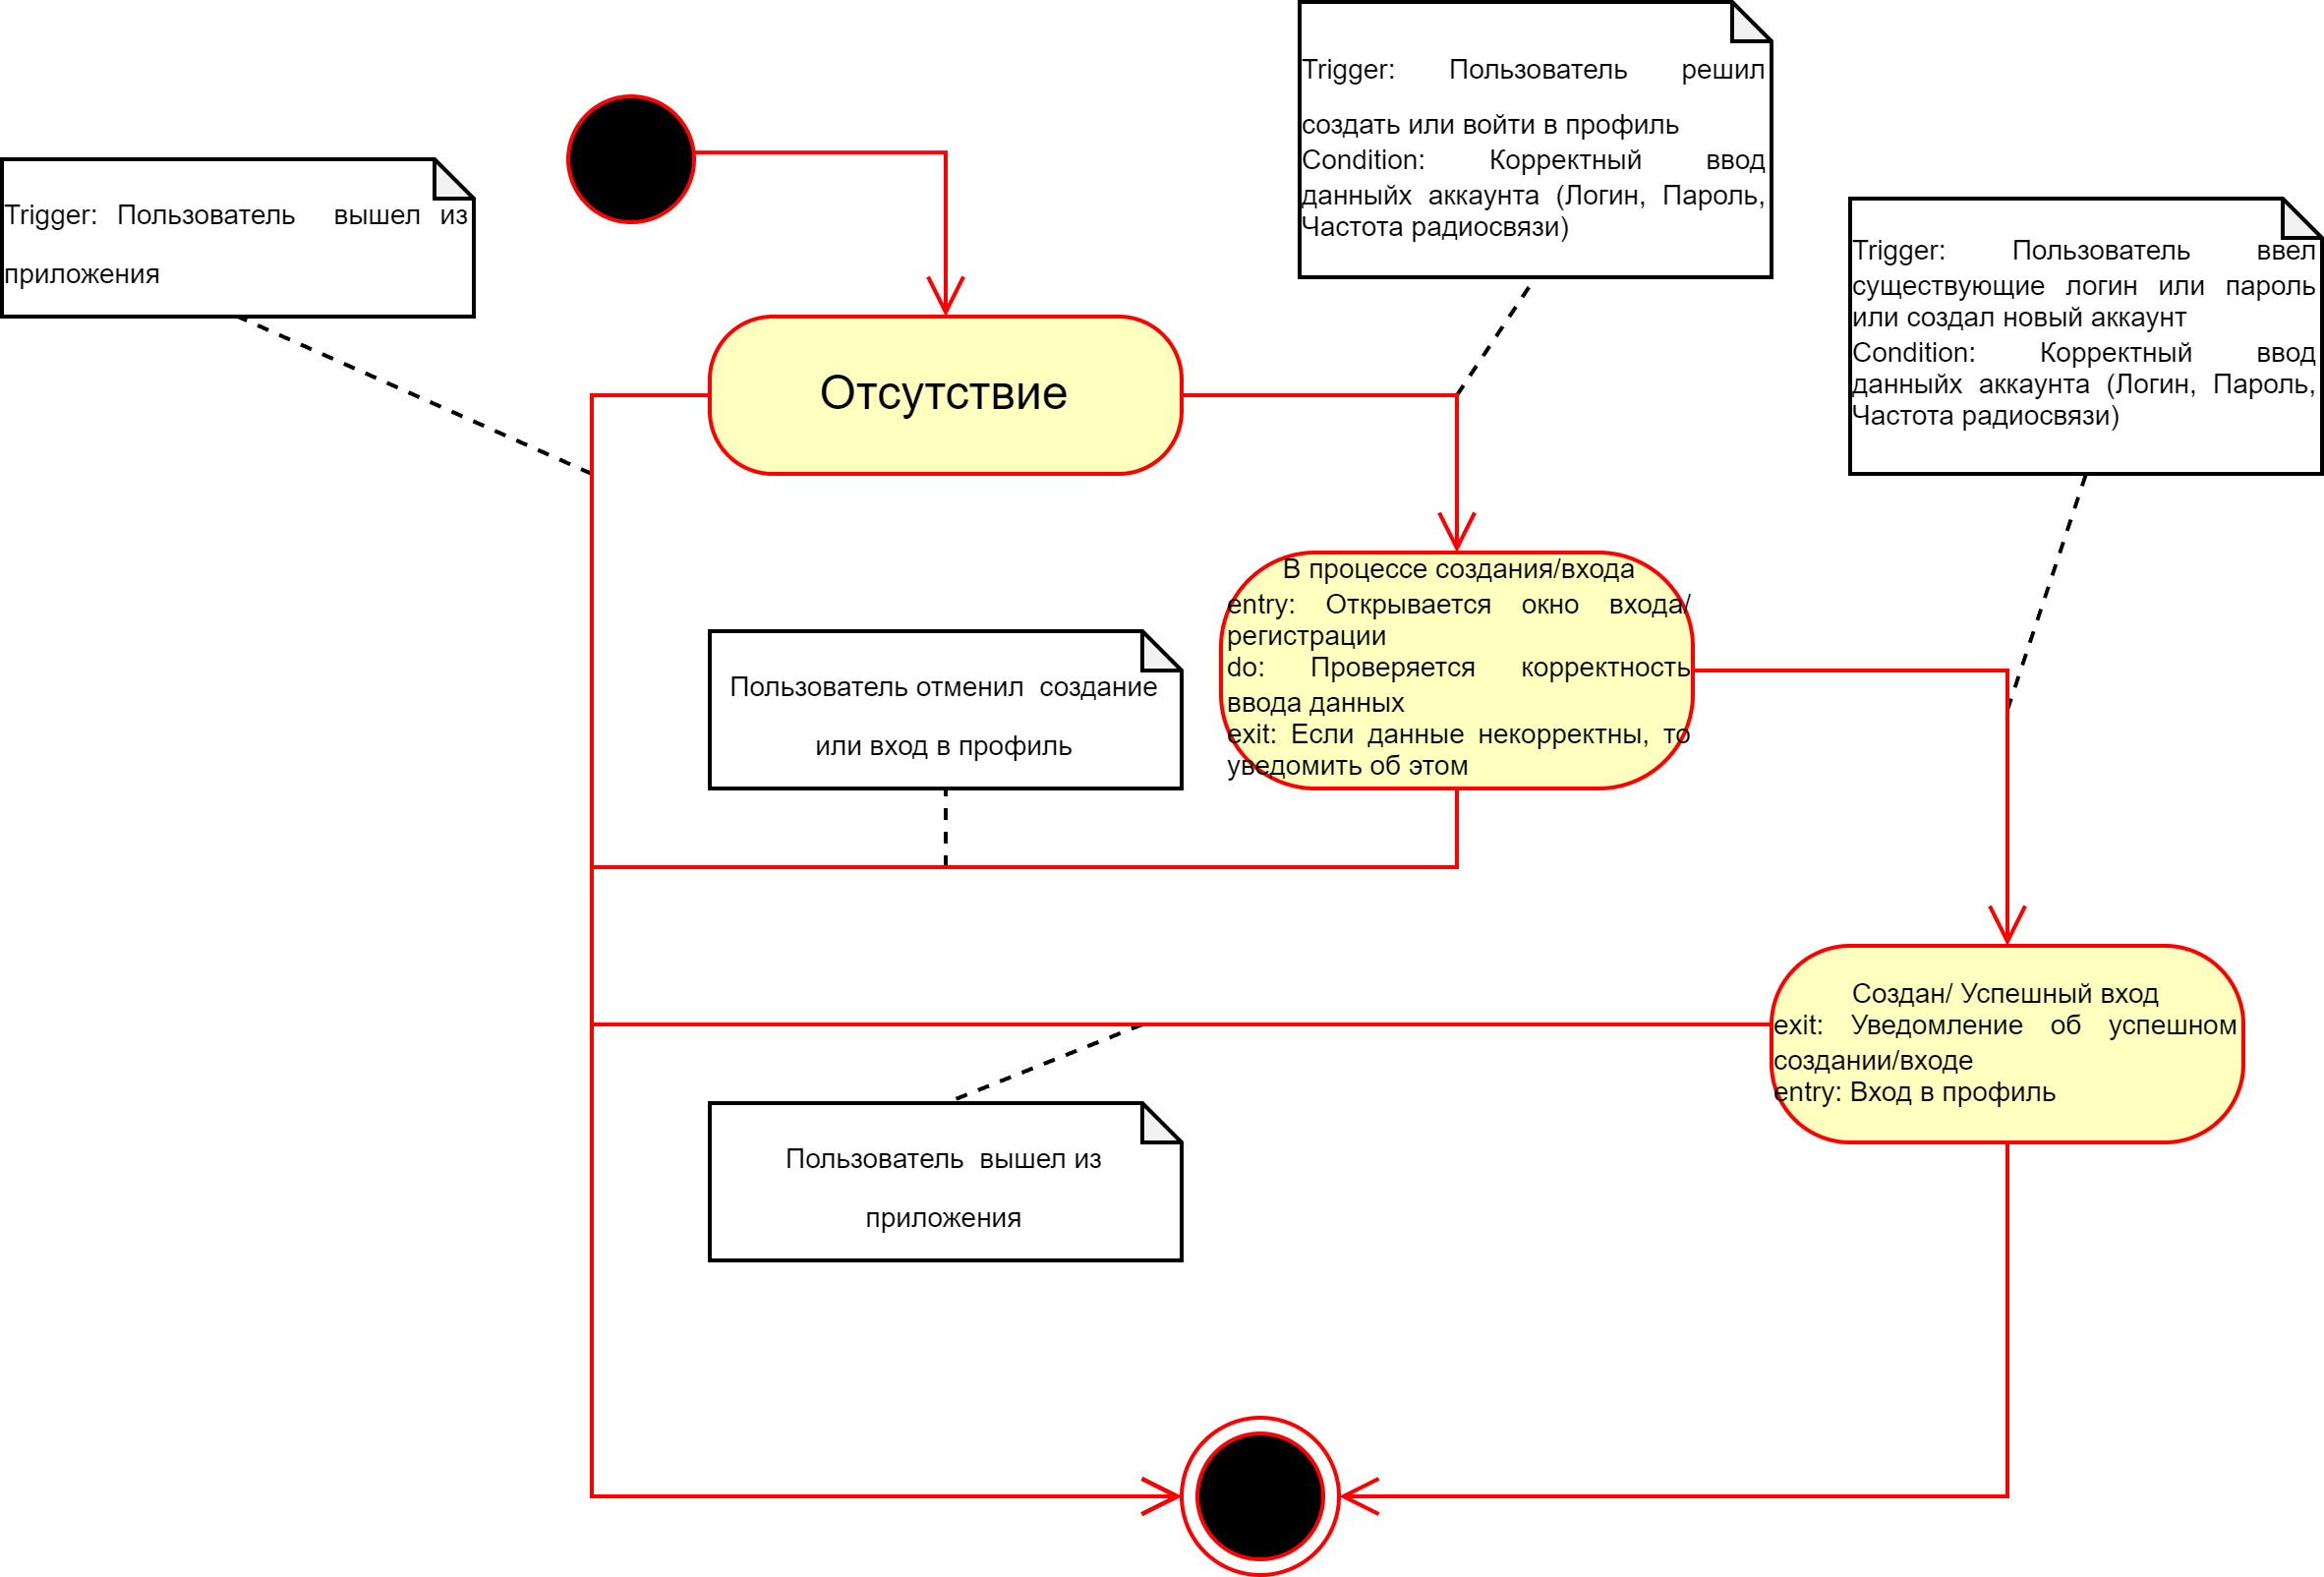 Trigger: Пользователь решил
создать или войти в профиль
Condition: Корректный ввод
данныйх аккаунта (Логин, Пароль,
Частота радиосвязи)
Trigger: Пользователь вышел из
приложения
Trigger: Пользователь ввел
существующие логин или пароль
или создал новый аккаунт
Condition: Корректный ввод
данныйх аккаунта (Логин, Пароль,
Частота радиосвязи)
Отсутствие
В процессе создания/входа
entry: Открывается окно входа/
регистрации
do: Проверяется корректность
ввода данных
exit: Если данные некорректны, то
уведомить об этом
Пользователь отменил создание
или вход в профиль
Создан/ Успешный вход
exit: Уведомление об успешном
создании/входе
entry: Вход в профиль
Пользователь вышел из
приложения